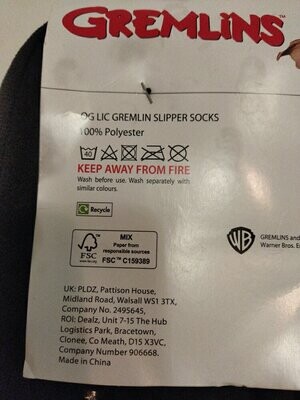 GREMLINS
OG LIC GREMLIN SLIPPER SOCKS
100% Polyester
40
KEEP AWAY FROM FIRE
Wash before use. Wash separately with
similar colours.
Recycle
FSC
MIX
Paper from
responsible sources
FSC™ C159389
WB
GREMLINS and
Warner Bros. E
UK: PLDZ, Pattison House,
Midland Road, Walsall WS1 3TX,
Company No. 2495645,
ROI: Dealz, Unit 7-15 The Hub
Logistics Park, Bracetown,
Clonee, Co Meath, D15 X3VC,
Company Number 906668.
Made in China